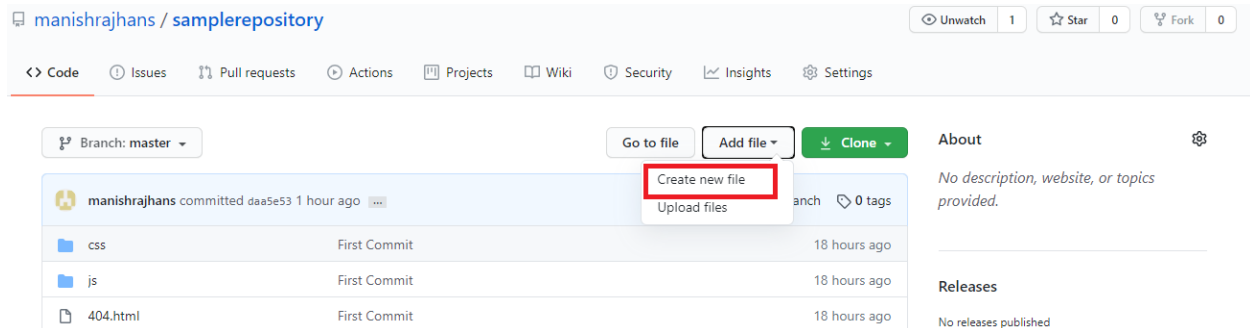 manishrajhans / samplerepository
Unwatch 1 Star 0 Fork 0
Code Issues Pull requests Actions Projects Wiki Security Insights Settings
Branch: master Go to file Add file Clone
Create new file
Upload files
manishrajhans committed daa5e53 1 hour ago ... 0 tags
css First Commit 18 hours ago
js First Commit 18 hours ago
404.html First Commit 18 hours ago
About
No description, website, or topics
provided.
Releases
No releases published